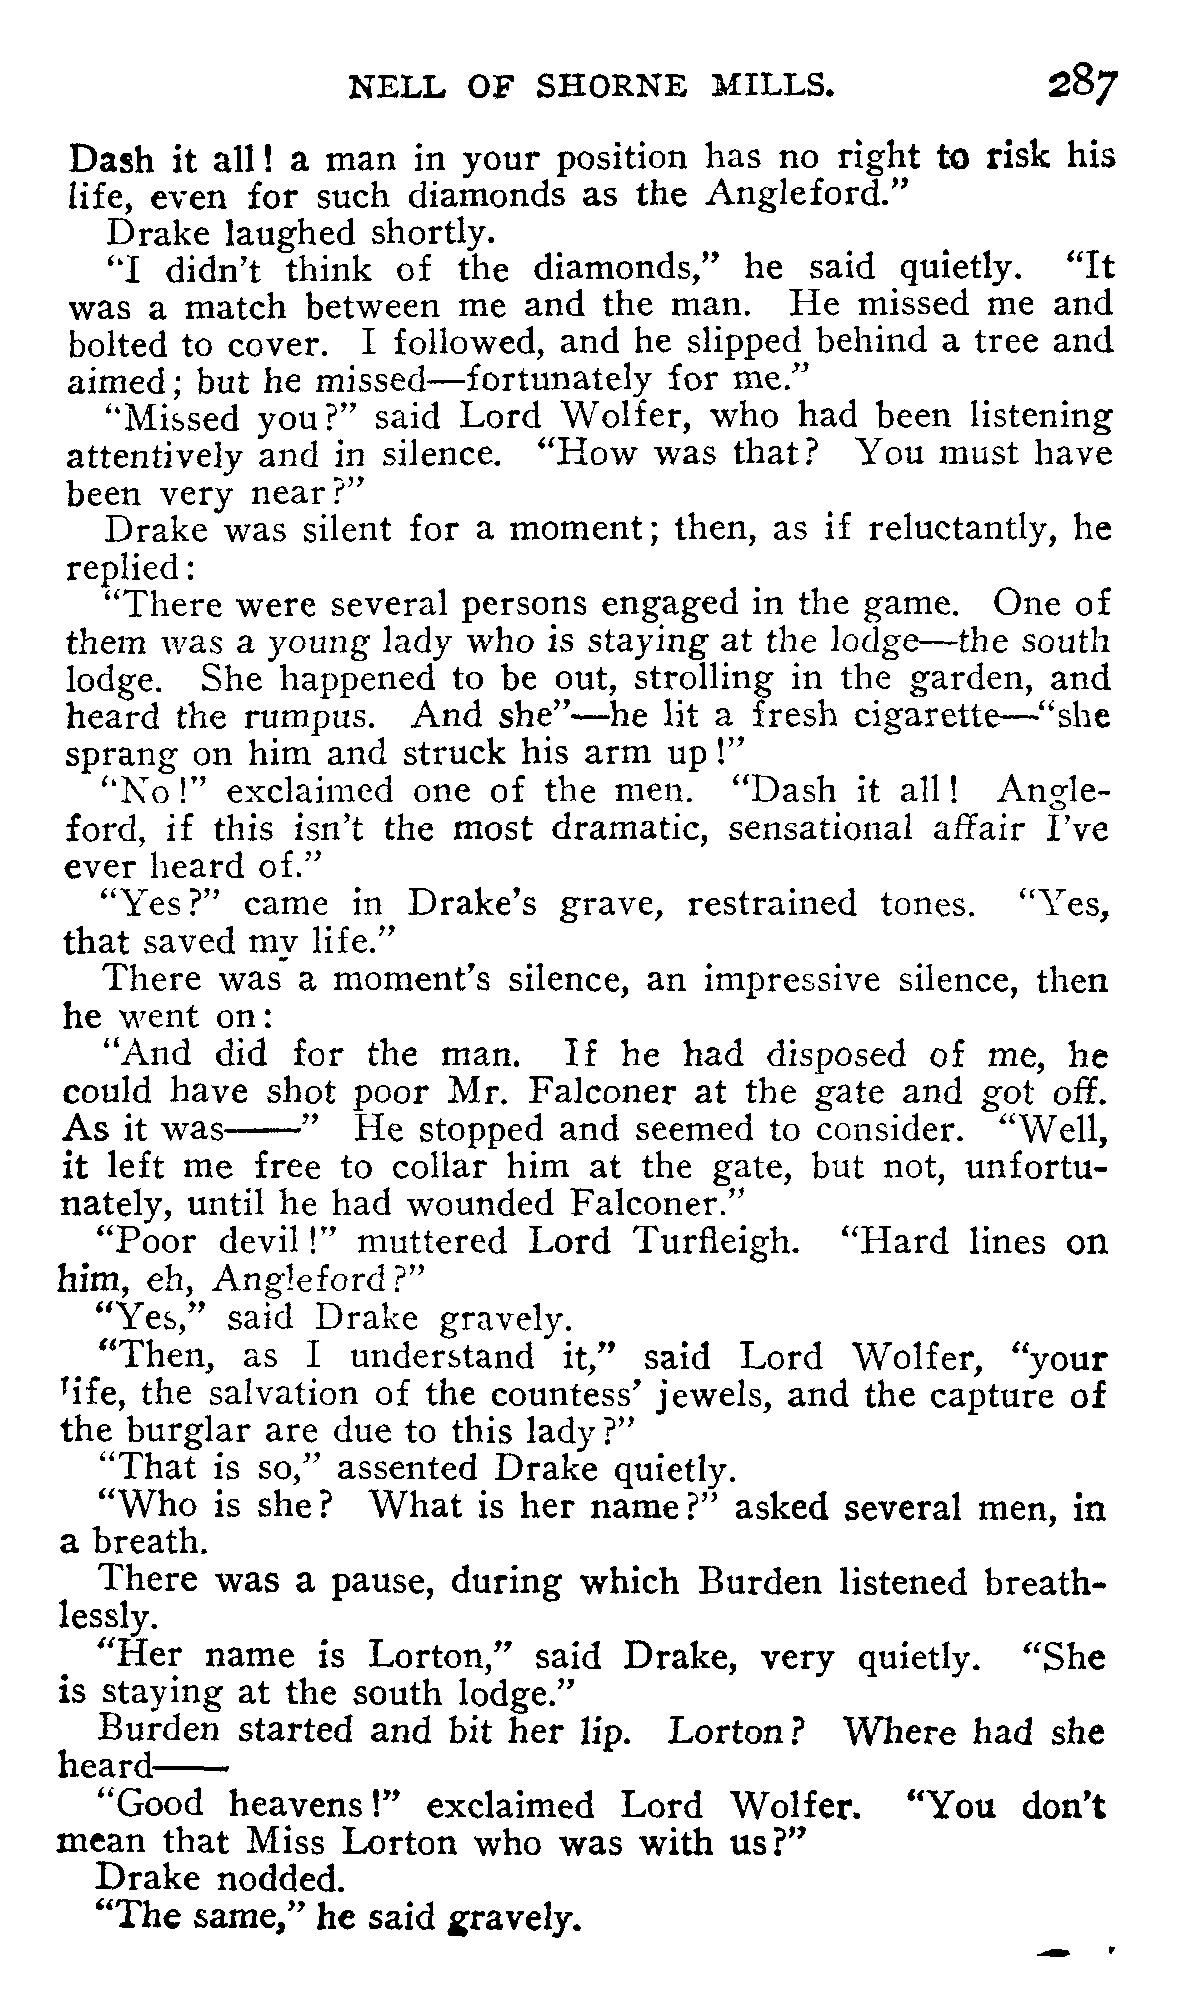 NELL OF SHORNE MILLS. 287
Dash it all! a man in your position has no right to risk his
life, even for such diamonds as the Angleford."
Drake laughed shortly.
"I didn't think of the diamonds," he said quietly. "It
was a match between me and the man. He missed me and
bolted to cover. I followed, and he slipped behind a tree and
aimed; but he missed—fortunately for me."
"Missed you?" said Lord Wolfer, who had been listening
attentively and in silence. "How was that? You must have
been very near?"
Drake was silent for a moment; then, as if reluctantly, he
replied:
"There were several persons engaged in the game. One of
them was a young lady who is staying at the lodge—the south
lodge. She happened to be out, strolling in the garden, and
heard the rumpus. And she"—he lit a fresh cigarette—"she
sprang on him and struck his arm up!"
"No!" exclaimed one of the men. "Dash it all! Angle-
ford, if this isn't the most dramatic, sensational affair I've
ever heard of."
"Yes?" came in Drake's grave, restrained tones. "Yes,
that saved my life."
There was a moment's silence, an impressive silence, then
he went on:
"And did for the man. If he had disposed of me, he
could have shot poor Mr. Falconer at the gate and got off.
As it was——" He stopped and seemed to consider. "Well,
it left me free to collar him at the gate, but not, unfortu-
nately, until he had wounded Falconer."
"Poor devil!" muttered Lord Turfleigh. "Hard lines on
him, eh, Angleford?"
"Yes," said Drake gravely.
"Then, as I understand it," said Lord Wolfer, "your
life, the salvation of the countess' jewels, and the capture of
the burglar are due to this lady?"
"That is so," assented Drake quietly.
"Who is she? What is her name?" asked several men, in
a breath.
There was a pause, during which Burden listened breath-
lessly.
"Her name is Lorton," said Drake, very quietly. "She
is staying at the south lodge."
Burden started and bit her lip. Lorton? Where had she
heard——
"Good heavens!" exclaimed Lord Wolfer. "You don't
mean that Miss Lorton who was with us?"
Drake nodded.
"The same," he said gravely.